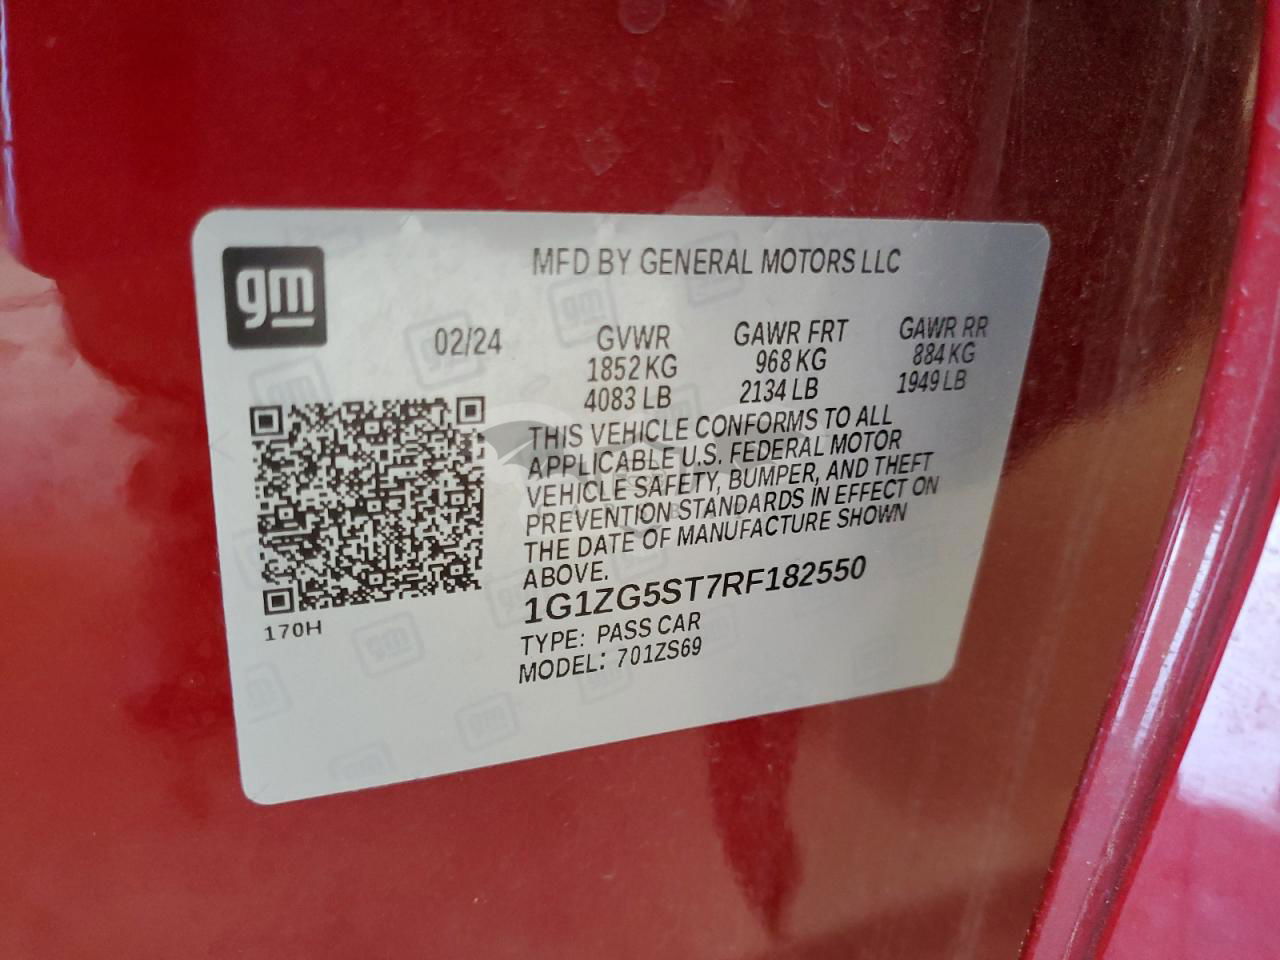 gm
MFD BY GENERAL MOTORS LLC
02/24 GVWR GAWR FRT GAWR RR
1852 KG 968 KG 884 KG
4083 LB 2134 LB 1949 LB
THIS VEHICLE CONFORMS TO ALL
APPLICABLE U.S. FEDERAL MOTOR
VEHICLE SAFETY, BUMPER, AND THEFT
PREVENTION STANDARDS IN EFFECT ON
THE DATE OF MANUFACTURE SHOWN
ABOVE.
1G1ZG5ST7RF182550
170H
TYPE: PASS CAR
MODEL: 701ZS69